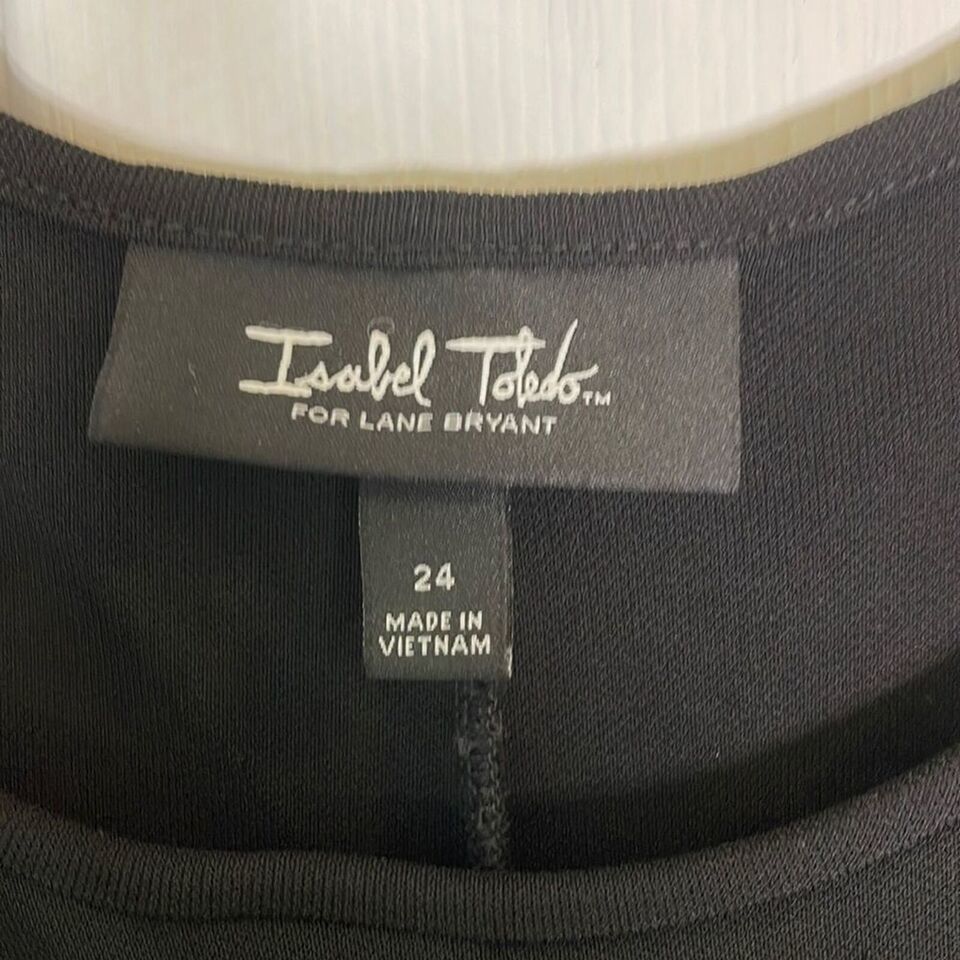 Isabel Toledo™
FOR LANE BRYANT
24
MADE IN
VIETNAM